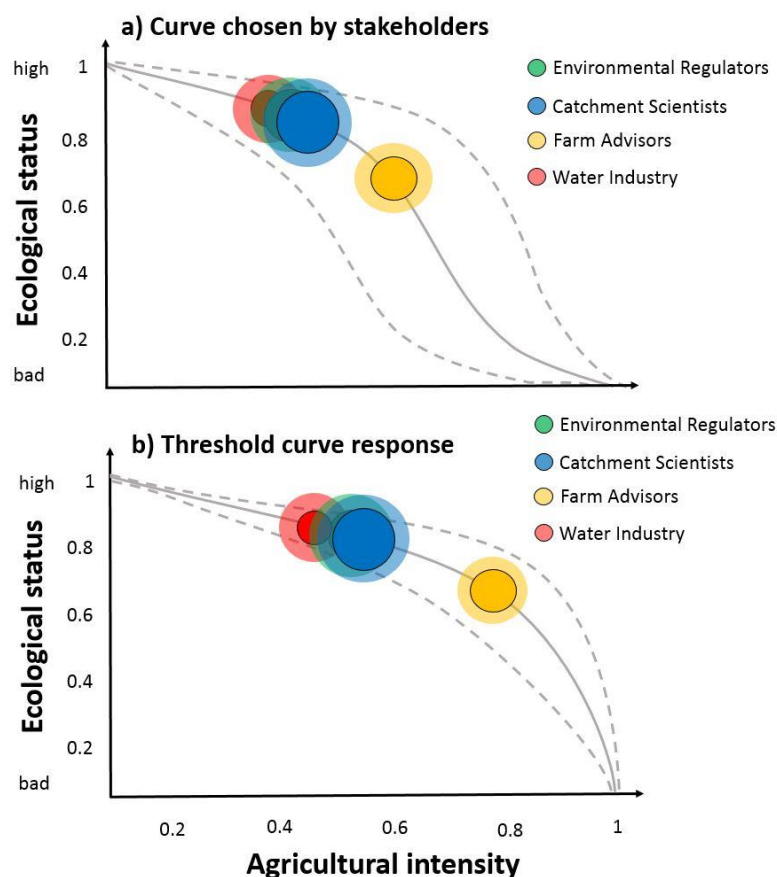 a) Curve chosen by stakeholders
high
1
0.8
0.6
0.4
0.2
bad
Ecological status
Environmental Regulators
Catchment Scientists
Farm Advisors
Water Industry
b) Threshold curve response
high
1
0.8
0.6
0.4
0.2
bad
Ecological status
Environmental Regulators
Catchment Scientists
Farm Advisors
Water Industry
0.2 0.4 0.6 0.8 1
Agricultural intensity